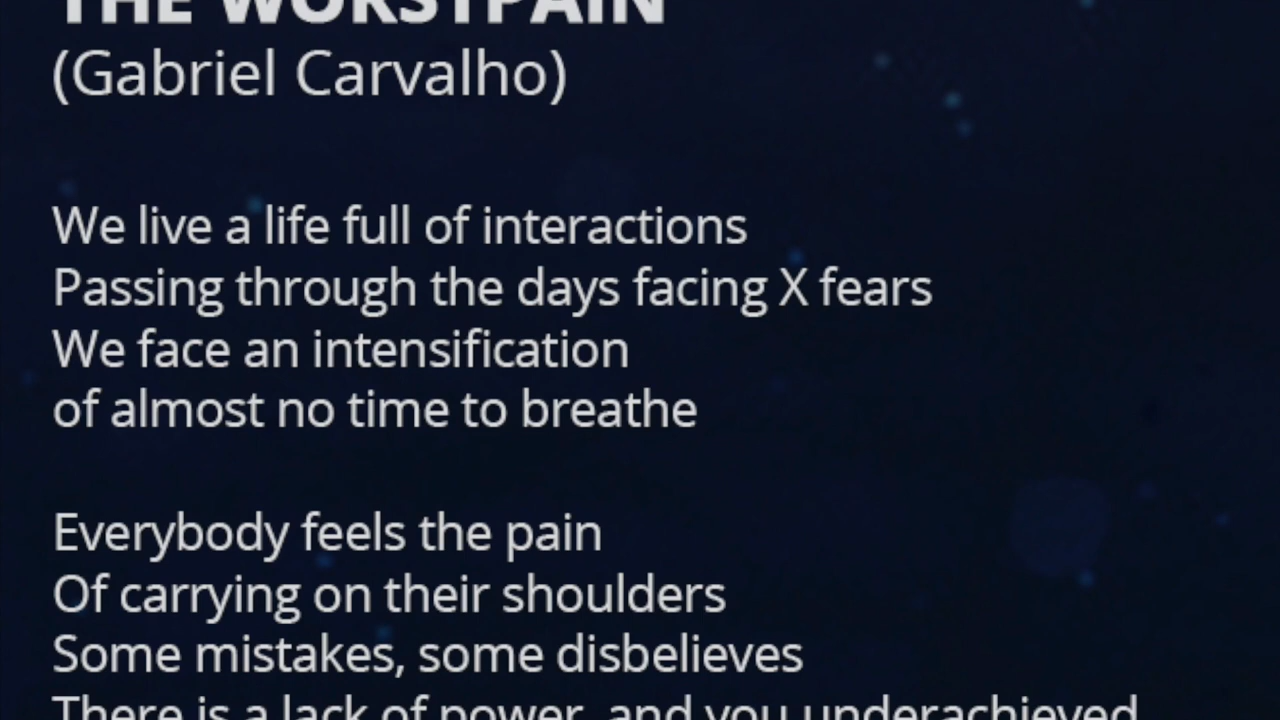 THE WORSTPAIN
(Gabriel Carvalho)
We live a life full of interactions
Passing through the days facing X fears
We face an intensification
of almost no time to breathe
Everybody feels the pain
Of carrying on their shoulders
Some mistakes, some disbelieves
There is a lack of power, and you underachieved